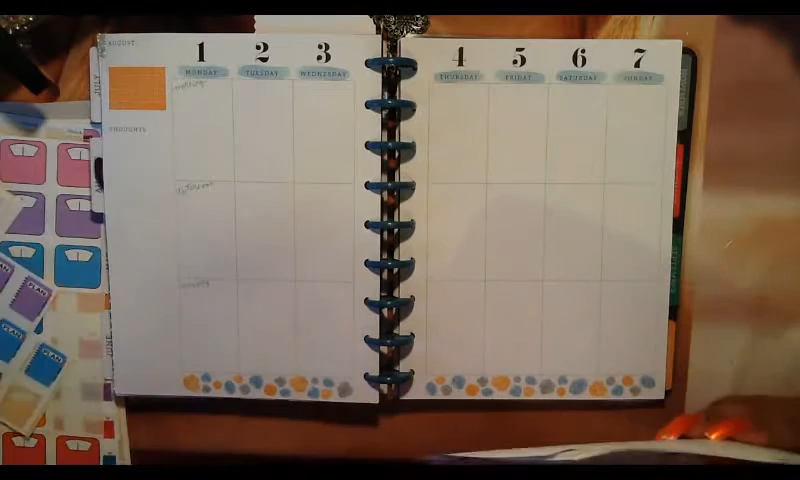 AUGUST
1 2 3 4 5 6 7
MONDAY TUESDAY WEDNESDAY THURSDAY FRIDAY SATURDAY SUNDAY
THOUGHTS
JULY
JUNE
PLAN
PLAN
PLAN